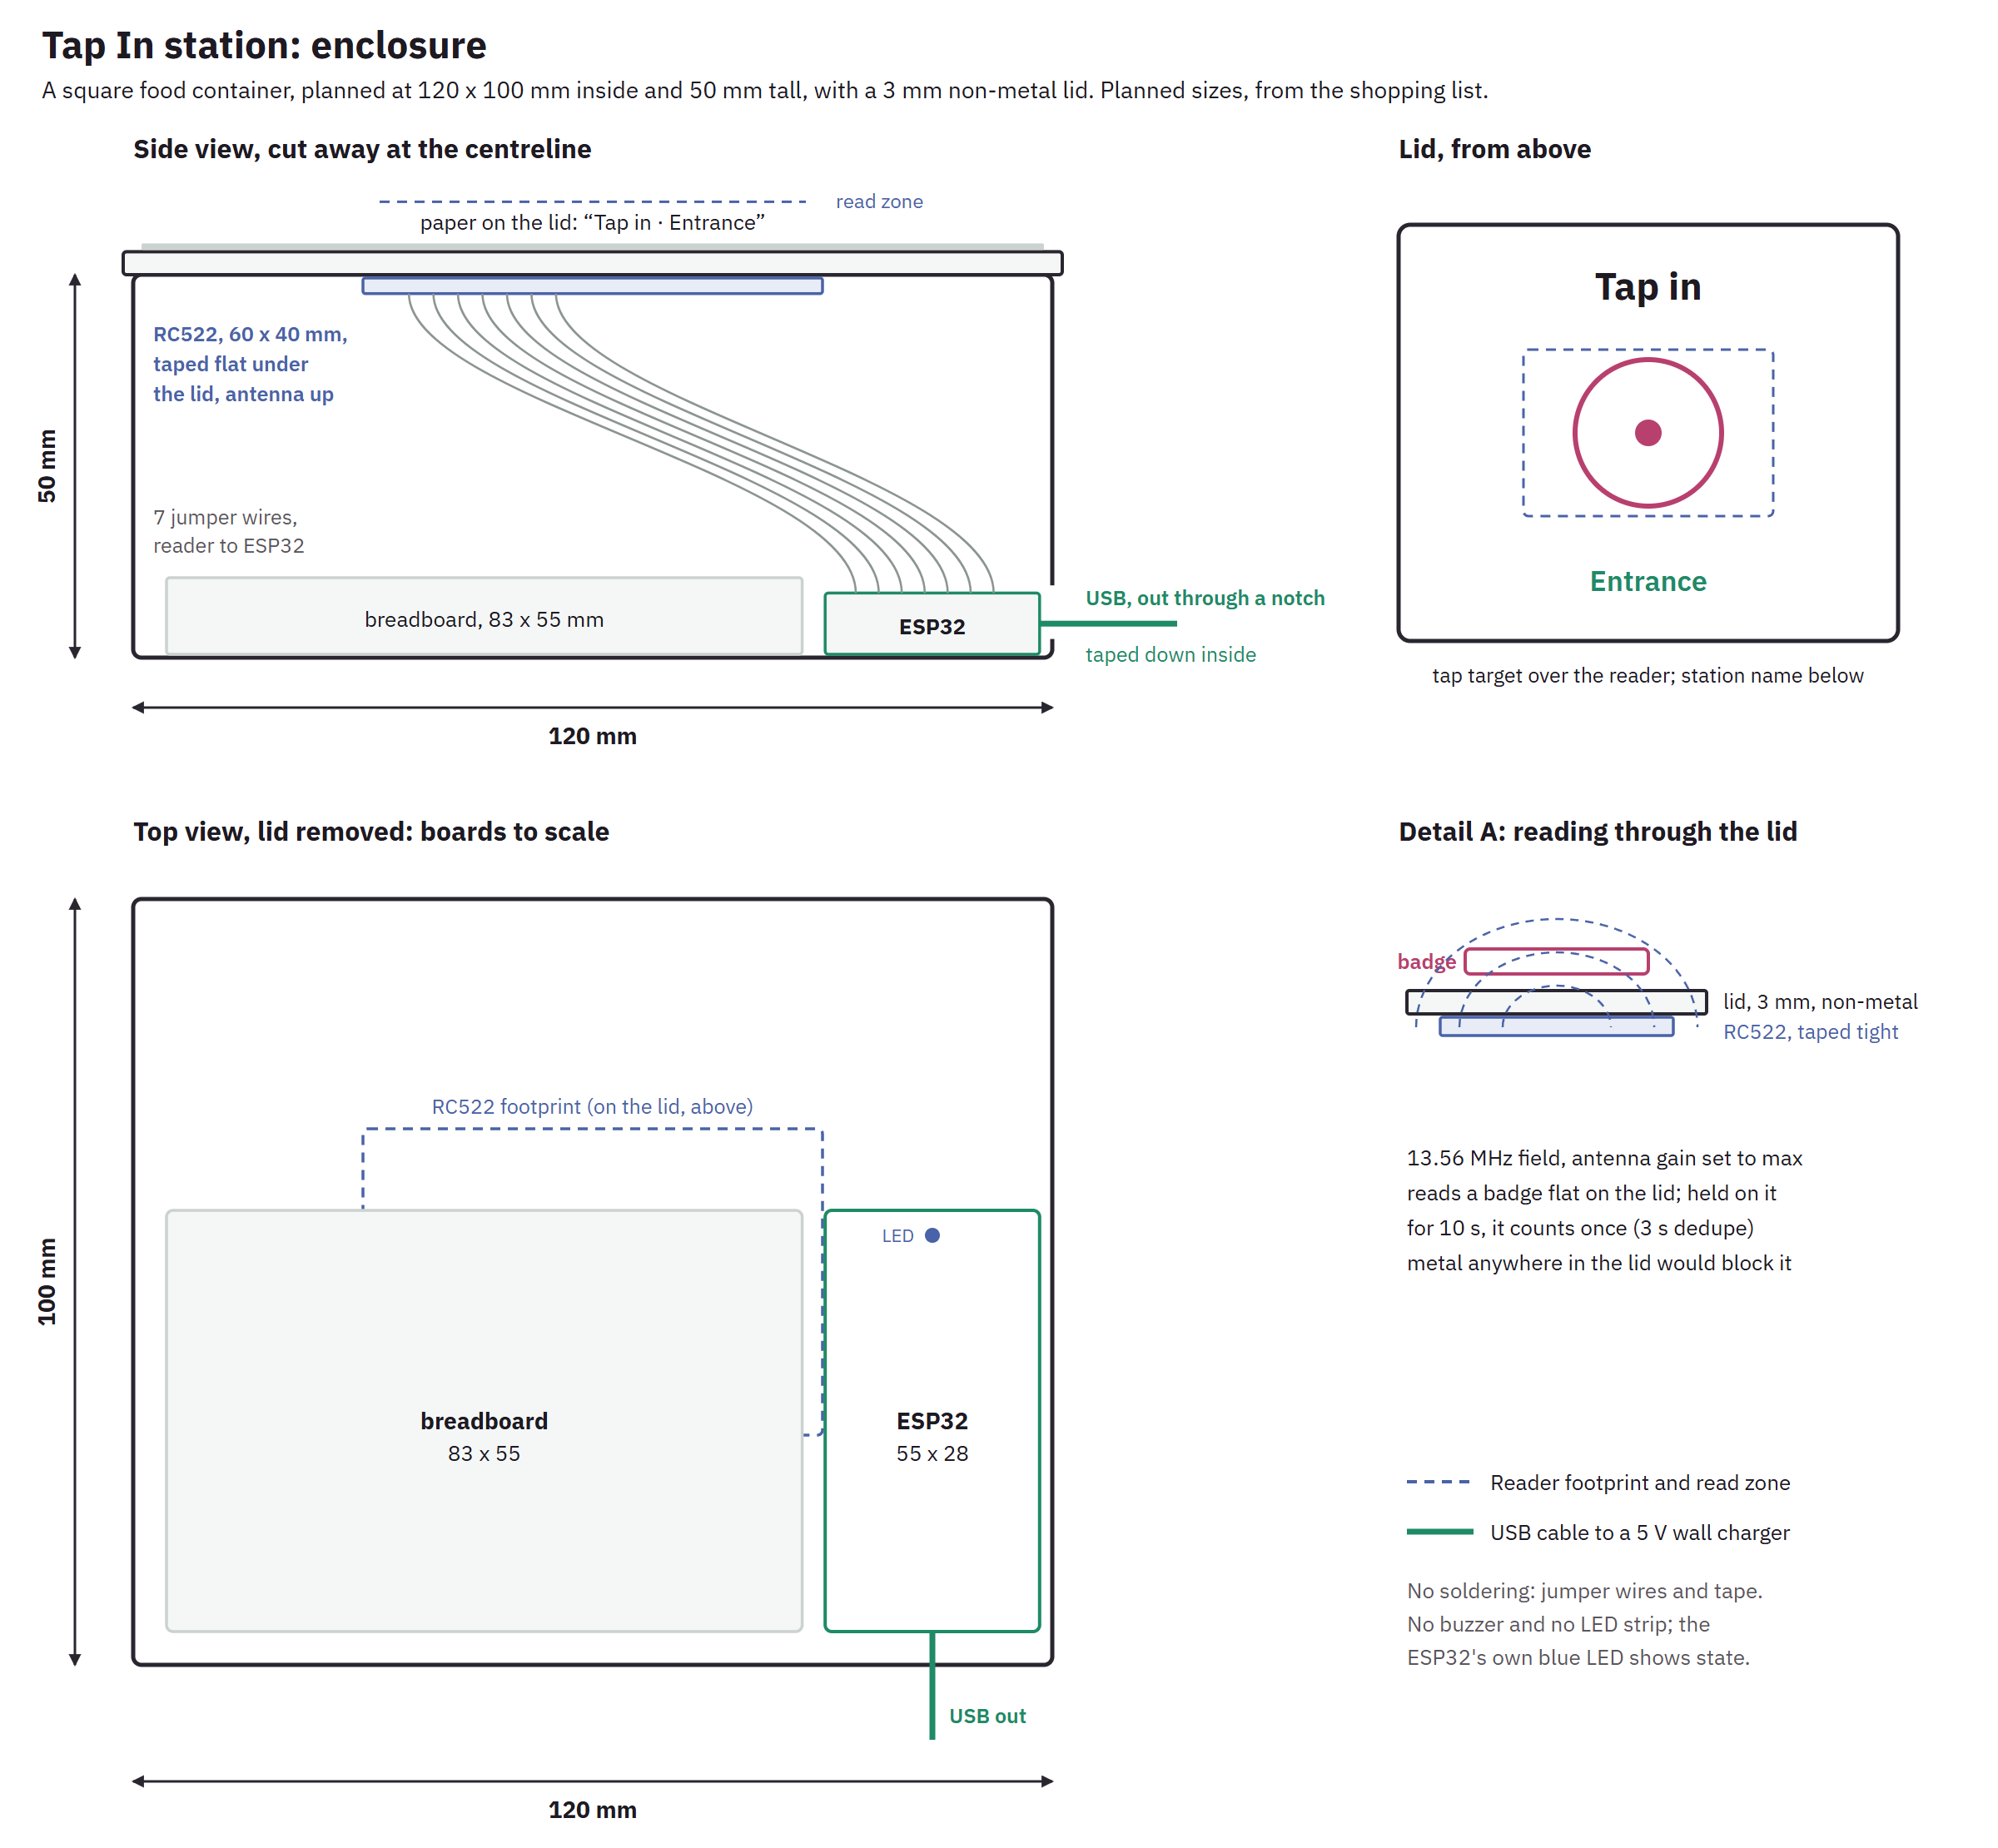 Tap In station: enclosure
A square food container, planned at 120 x 100 mm inside and 50 mm tall, with a 3 mm non-metal lid. Planned sizes, from the shopping list.
Side view, cut away at the centreline
read zone
paper on the lid: “Tap in · Entrance”
RC522, 60 x 40 mm,
taped flat under
the lid, antenna up
50 mm
7 jumper wires,
reader to ESP32
breadboard, 83 x 55 mm
ESP32
USB, out through a notch
taped down inside
120 mm
Lid, from above
Tap in
Entrance
tap target over the reader; station name below
Top view, lid removed: boards to scale
RC522 footprint (on the lid, above)
LED
100 mm
breadboard
83 x 55
ESP32
55 x 28
USB out
120 mm
Detail A: reading through the lid
badge
lid, 3 mm, non-metal
RC522, taped tight
13.56 MHz field, antenna gain set to max
reads a badge flat on the lid; held on it
for 10 s, it counts once (3 s dedupe)
metal anywhere in the lid would block it
Reader footprint and read zone
USB cable to a 5 V wall charger
No soldering: jumper wires and tape.
No buzzer and no LED strip; the
ESP32's own blue LED shows state.